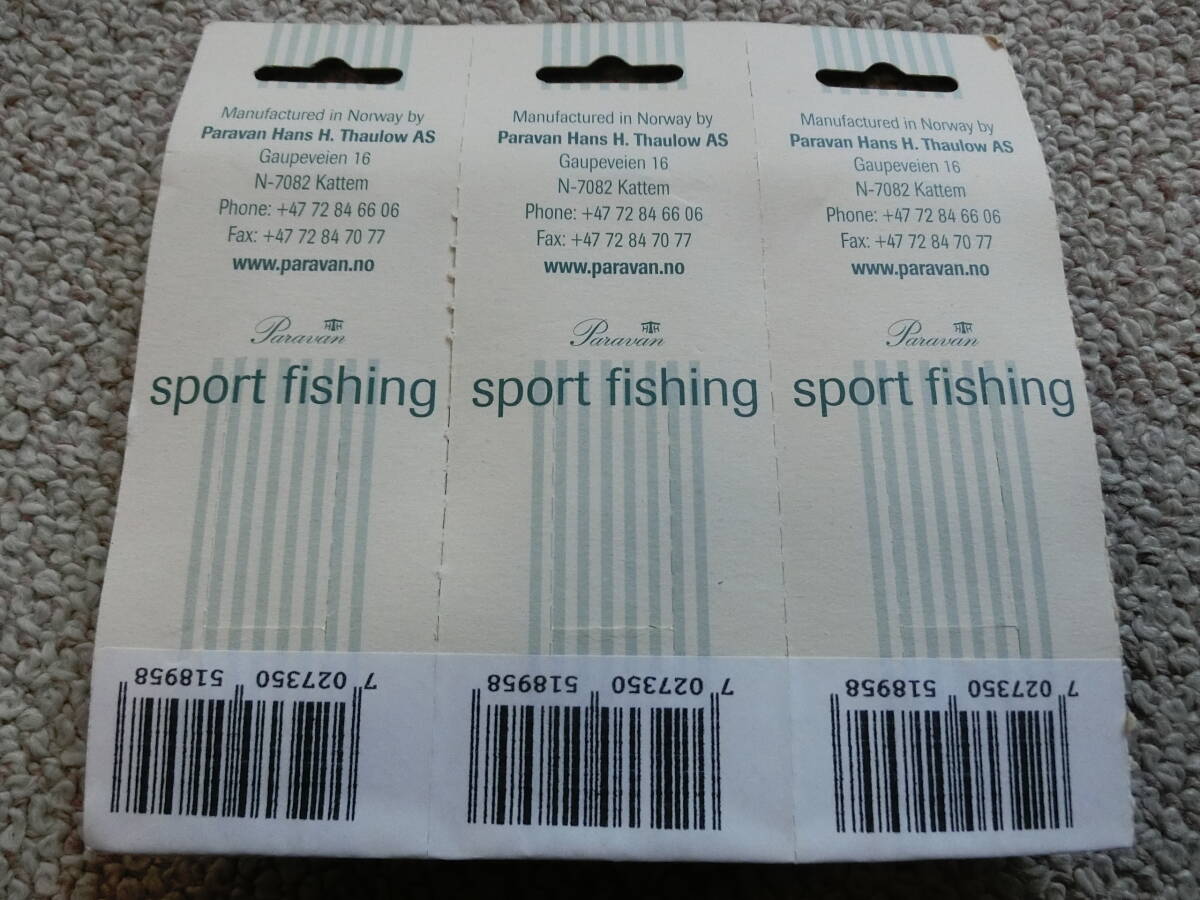 Manufactured in Norway by
Paravan Hans H. Thaulow AS
Gaupeveien 16
N-7082 Kattem
Phone: +47 72 84 66 06
Fax: +47 72 84 70 77
www.paravan.no
Paravan HTH
sport fishing
7 027350 518958
Manufactured in Norway by
Paravan Hans H. Thaulow AS
Gaupeveien 16
N-7082 Kattem
Phone: +47 72 84 66 06
Fax: +47 72 84 70 77
www.paravan.no
Paravan HTH
sport fishing
7 027350 518958
Manufactured in Norway by
Paravan Hans H. Thaulow AS
Gaupeveien 16
N-7082 Kattem
Phone: +47 72 84 66 06
Fax: +47 72 84 70 77
www.paravan.no
Paravan HTH
sport fishing
7 027350 518958